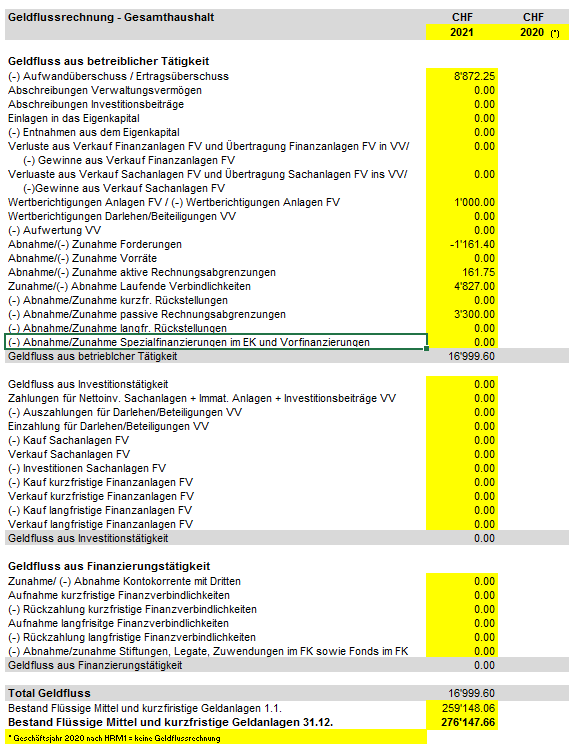 Geldflussrechnung - Gesamthaushalt CHF CHF
2021 2020 (*)
Geldfluss aus betreiblicher Tätigkeit
(-) Aufwandüberschuss / Ertragsüberschuss 8'872.25
Abschreibungen Verwaltungsvermögen 0.00
Abschreibungen Investitionsbeiträge 0.00
Einlagen in das Eigenkapital 0.00
(-) Entnahmen aus dem Eigenkapital 0.00
Verluste aus Verkauf Finanzanlagen FV und Übertragung Finanzanlagen FV in VV/ 0.00
(-) Gewinne aus Verkauf Finanzanlagen FV
Verluaste aus Verkauf Sachanlagen FV und Übertragung Sachanlagen FV ins VV/ 0.00
(-)Gewinne aus Verkauf Sachanlagen FV
Wertberichtigungen Anlagen FV / (-) Wertberichtigungen Anlagen FV 1'000.00
Wertberichtigungen Darlehen/Beiteiligungen VV 0.00
(-) Aufwertung VV 0.00
Abnahme/(-) Zunahme Forderungen -1'161.40
Abnahme/(-) Zunahme Vorräte 0.00
Abnahme/(-) Zunahme aktive Rechnungsabgrenzungen 161.75
Zunahme/(-) Abnahme Laufende Verbindlichkeiten 4'827.00
(-) Abnahme/Zunahme kurzfr. Rückstellungen 0.00
(-) Abnahme/Zunahme passive Rechnungsabgrenzungen 3'300.00
(-) Abnahme/Zunahme langfr. Rückstellungen 0.00
(-) Abnahme/Zunahme Spezialfinanzierungen im EK und Vorfinanzierungen 0.00
Geldfluss aus betrieblcher Tätigkeit 16'999.60
Geldfluss aus Investitionstätigkeit 0.00
Zahlungen für Nettoinv. Sachanlagen + Immat. Anlagen + Investitionsbeiträge VV 0.00
(-) Auszahlungen für Darlehen/Beteiligungen VV 0.00
Einzahlung für Darlehen/Beteiligungen VV 0.00
(-) Kauf Sachanlagen FV 0.00
Verkauf Sachanlagen FV 0.00
(-) Investitionen Sachanlagen FV 0.00
(-) Kauf kurzfristige Finanzanlagen FV 0.00
Verkauf kurzfristige Finanzanlagen FV 0.00
(-) Kauf langfristige Finanzanlagen FV 0.00
Verkauf langfistige Finanzanlagen FV 0.00
Geldfluss aus Investitionstätigkeit 0.00
Geldfluss aus Finanzierungstätigkeit
Zunahme/ (-) Abnahme Kontokorrente mit Dritten 0.00
Aufnahme kurzfristige Finanzverbindlichkeiten 0.00
(-) Rückzahlung kurzfristige Finanzverbindlichkeiten 0.00
Aufnahme langfrisitge Finanzverbindlichkeiten 0.00
(-) Rückzahlung langfristige Finanzverbindlichkeiten 0.00
(-) Abnahme/zunahme Stiftungen, Legate, Zuwendungen im FK sowie Fonds im FK 0.00
Geldfluss aus Finanzierungstätigkeit 0.00
Total Geldfluss 16'999.60
Bestand Flüssige Mittel und kurzfiristige Geldanlagen 1.1. 259'148.06
Bestand Flüssige Mittel und kurzfristige Geldanlagen 31.12. 276'147.66
* Geschäftsjahr 2020 nach HRM1 = keine Geldflussrechnung